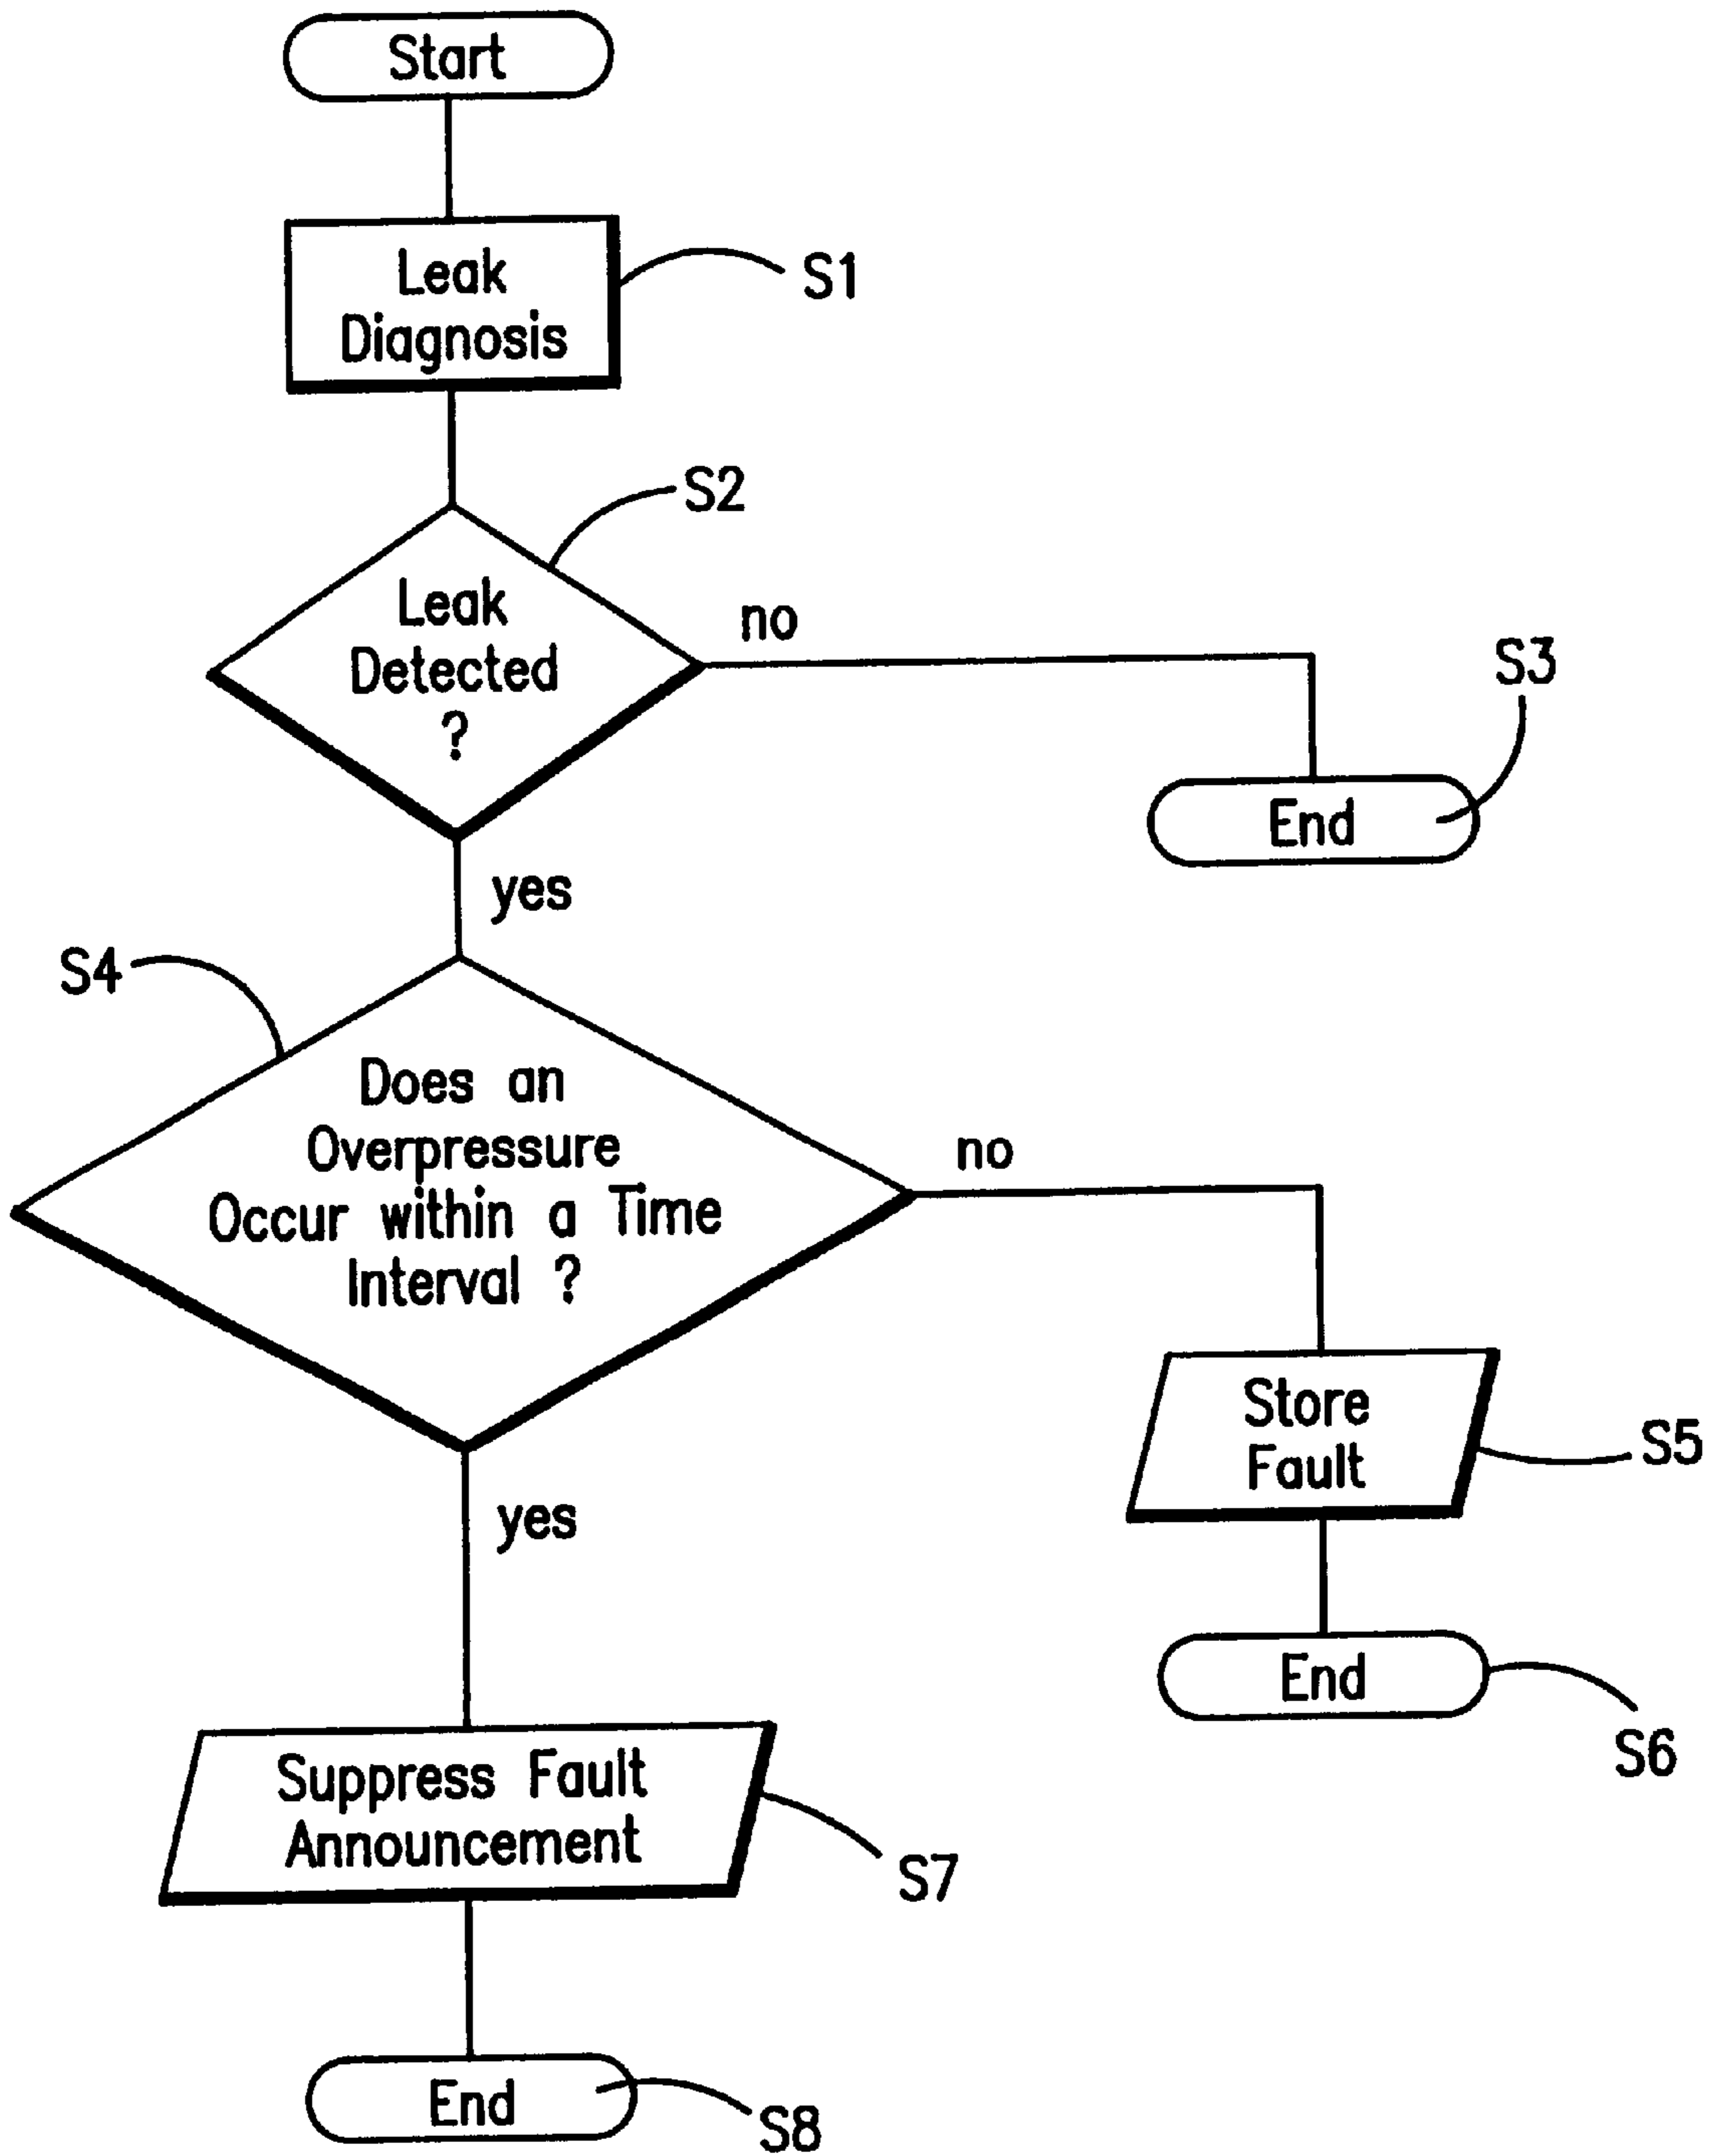 Start
Leak
Diagnosis
S1
S2
Leak
Detected
?
no
S3
End
yes
S4
Does an
Overpressure
Occur within a Time
Interval ?
no
Store
Fault
S5
End
S6
yes
Suppress Fault
Announcement
S7
End
S8